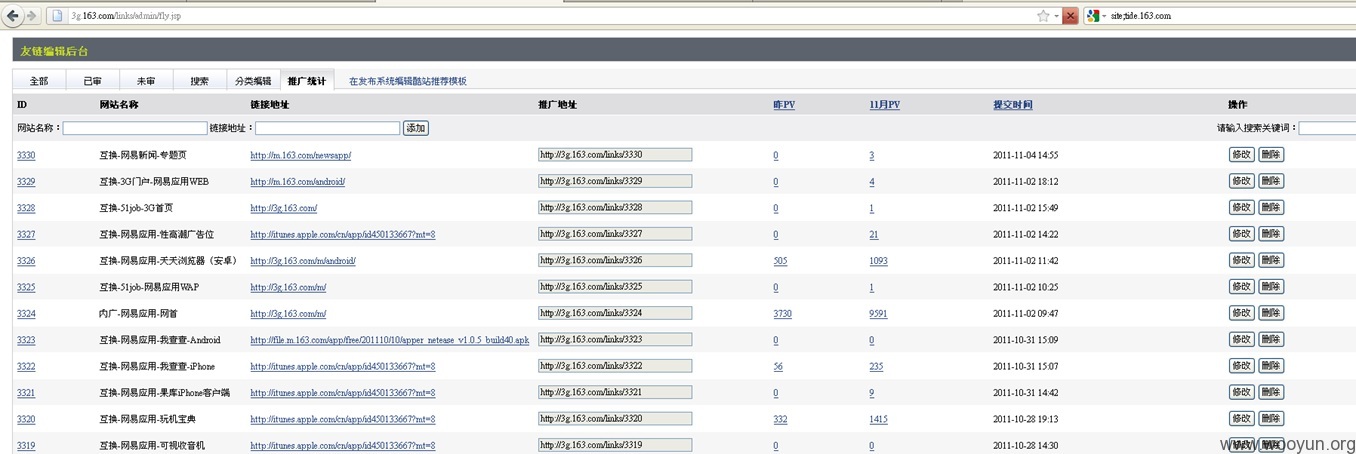 3g.163.com/links/admin/fly.jsp
site:tide.163.com
友链编辑后台
全部 已审 未审 搜索 分类编辑 推广统计 在发布系统编辑酷站推荐模板
ID 网站名称 链接地址 推广地址 昨PV 11月PV 提交时间 操作
网站名称： 链接地址： 添加 请输入搜索关键词：
3330 互换-网易新闻-专题页 http://m.163.com/newsapp/ http://3g.163.com/links/3330 0 3 2011-11-04 14:55 修改 删除
3329 互换-3G门户-网易应用WEB http://m.163.com/android/ http://3g.163.com/links/3329 0 4 2011-11-02 18:12 修改 删除
3328 互换-51job-3G首页 http://3g.163.com/ http://3g.163.com/links/3328 0 1 2011-11-02 15:49 修改 删除
3327 互换-网易应用-性高潮广告位 http://itunes.apple.com/cn/app/id450133667?mt=8 http://3g.163.com/links/3327 0 21 2011-11-02 14:22 修改 删除
3326 互换-网易应用-天天浏览器（安卓） http://3g.163.com/m/android/ http://3g.163.com/links/3326 505 1093 2011-11-02 11:42 修改 删除
3325 互换-51job-网易应用WAP http://3g.163.com/m/ http://3g.163.com/links/3325 0 1 2011-11-02 10:25 修改 删除
3324 内广-网易应用-网首 http://3g.163.com/m/ http://3g.163.com/links/3324 3730 9591 2011-11-02 09:47 修改 删除
3323 互换-网易应用-我查查-Android http://file.m.163.com/app/free/201110/10/apper_netease_v1.0.5_build40.apk http://3g.163.com/links/3323 0 0 2011-10-31 15:09 修改 删除
3322 互换-网易应用-我查查-iPhone http://itunes.apple.com/cn/app/id450133667?mt=8 http://3g.163.com/links/3322 56 235 2011-10-31 15:07 修改 删除
3321 互换-网易应用-果库iPhone客户端 http://itunes.apple.com/cn/app/id450133667?mt=8 http://3g.163.com/links/3321 0 9 2011-10-31 14:42 修改 删除
3320 互换-网易应用-玩机宝典 http://itunes.apple.com/cn/app/id450133667?mt=8 http://3g.163.com/links/3320 332 1415 2011-10-28 19:13 修改 删除
3319 互换-网易应用-可视收音机 http://itunes.apple.com/cn/app/id450133667?mt=8 http://3g.163.com/links/3319 0 0 2011-10-28 14:30 修改 删除
www.wooyun.org